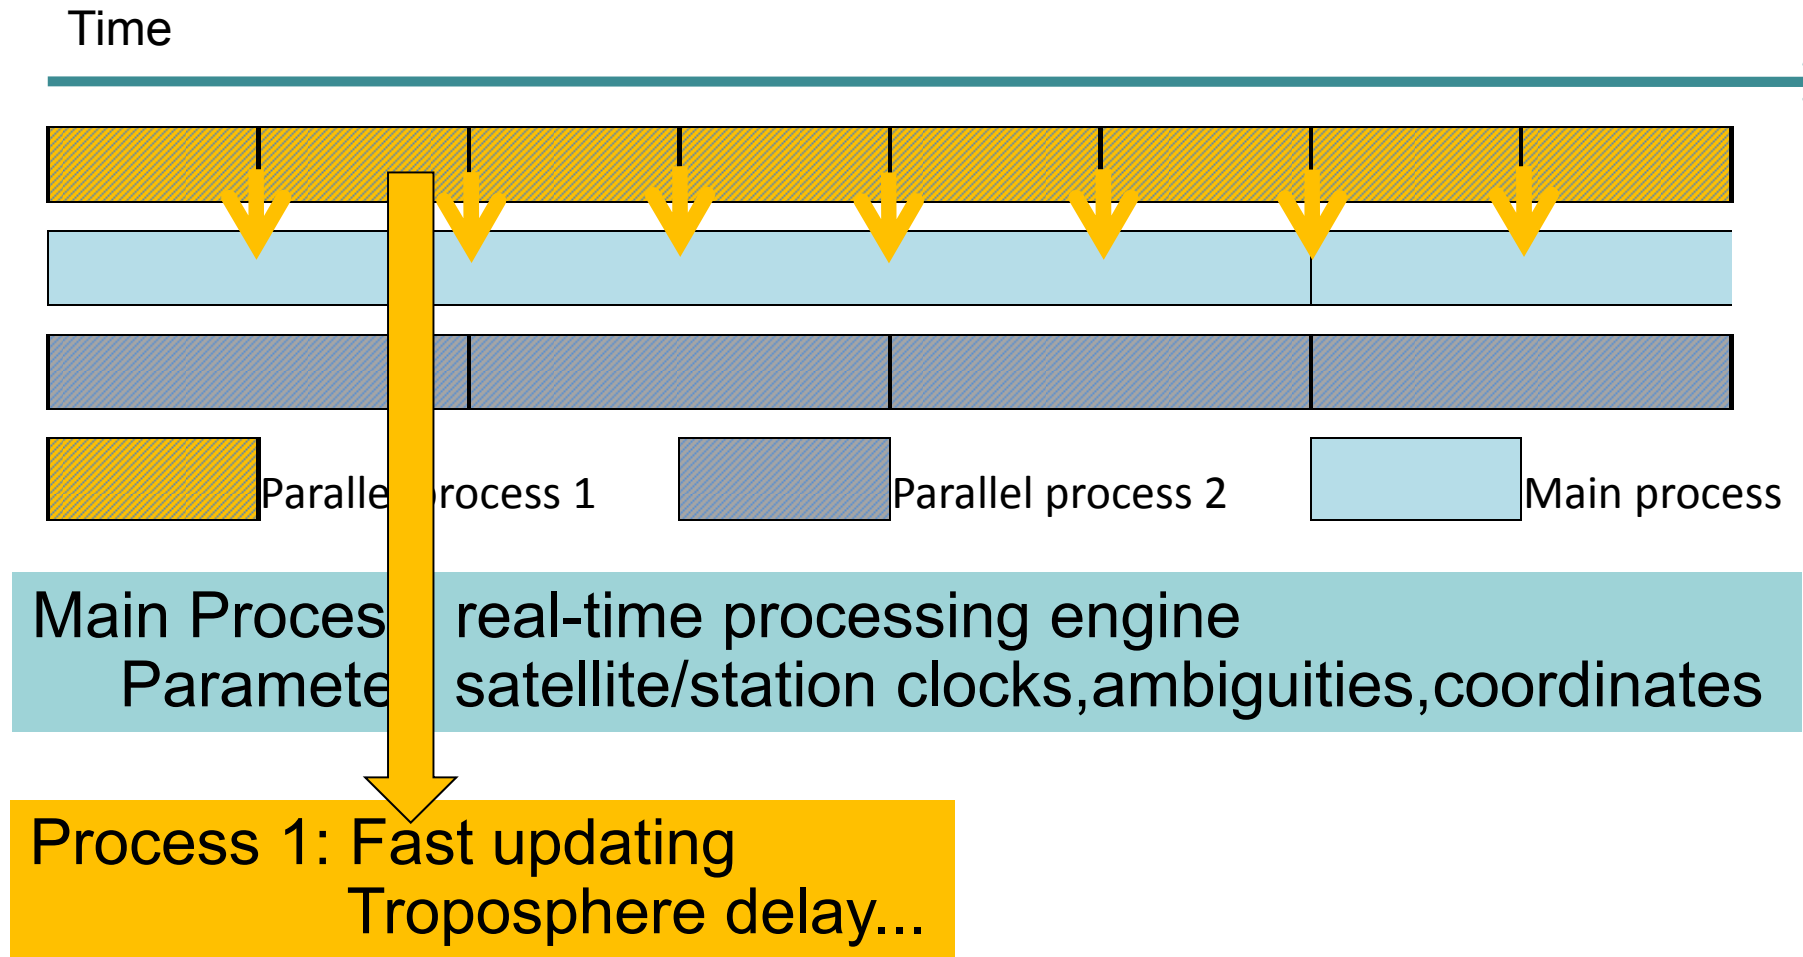 Time
Paralle process 1
Parallel process 2
Main process
Main Proces real-time processing engine
Paramete satellite/station clocks,ambiguities,coordinates
Process 1: Fast updating
Troposphere delay...